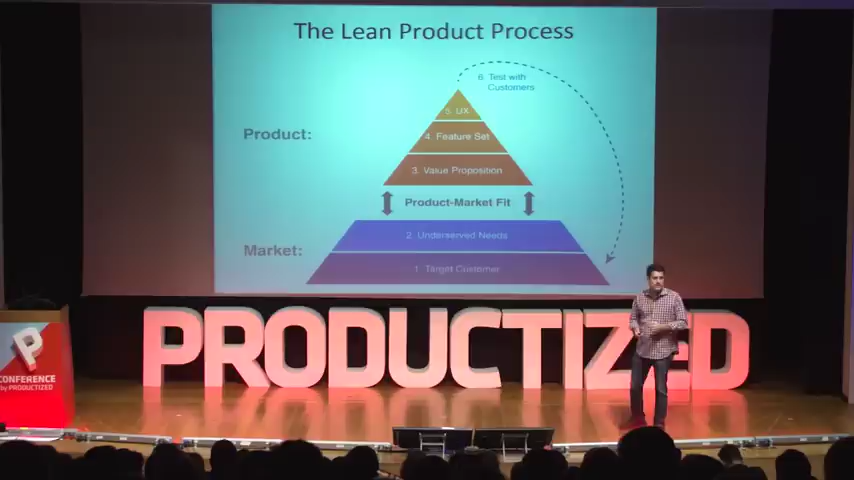 The Lean Product Process
6. Test with
Customers
5. UX
Product:
4. Feature Set
3. Value Proposition
Product-Market Fit
2. Underserved Needs
Market:
1. Target Customer
PRODUCTIZED
P
CONFERENCE
by PRODUCTIZED